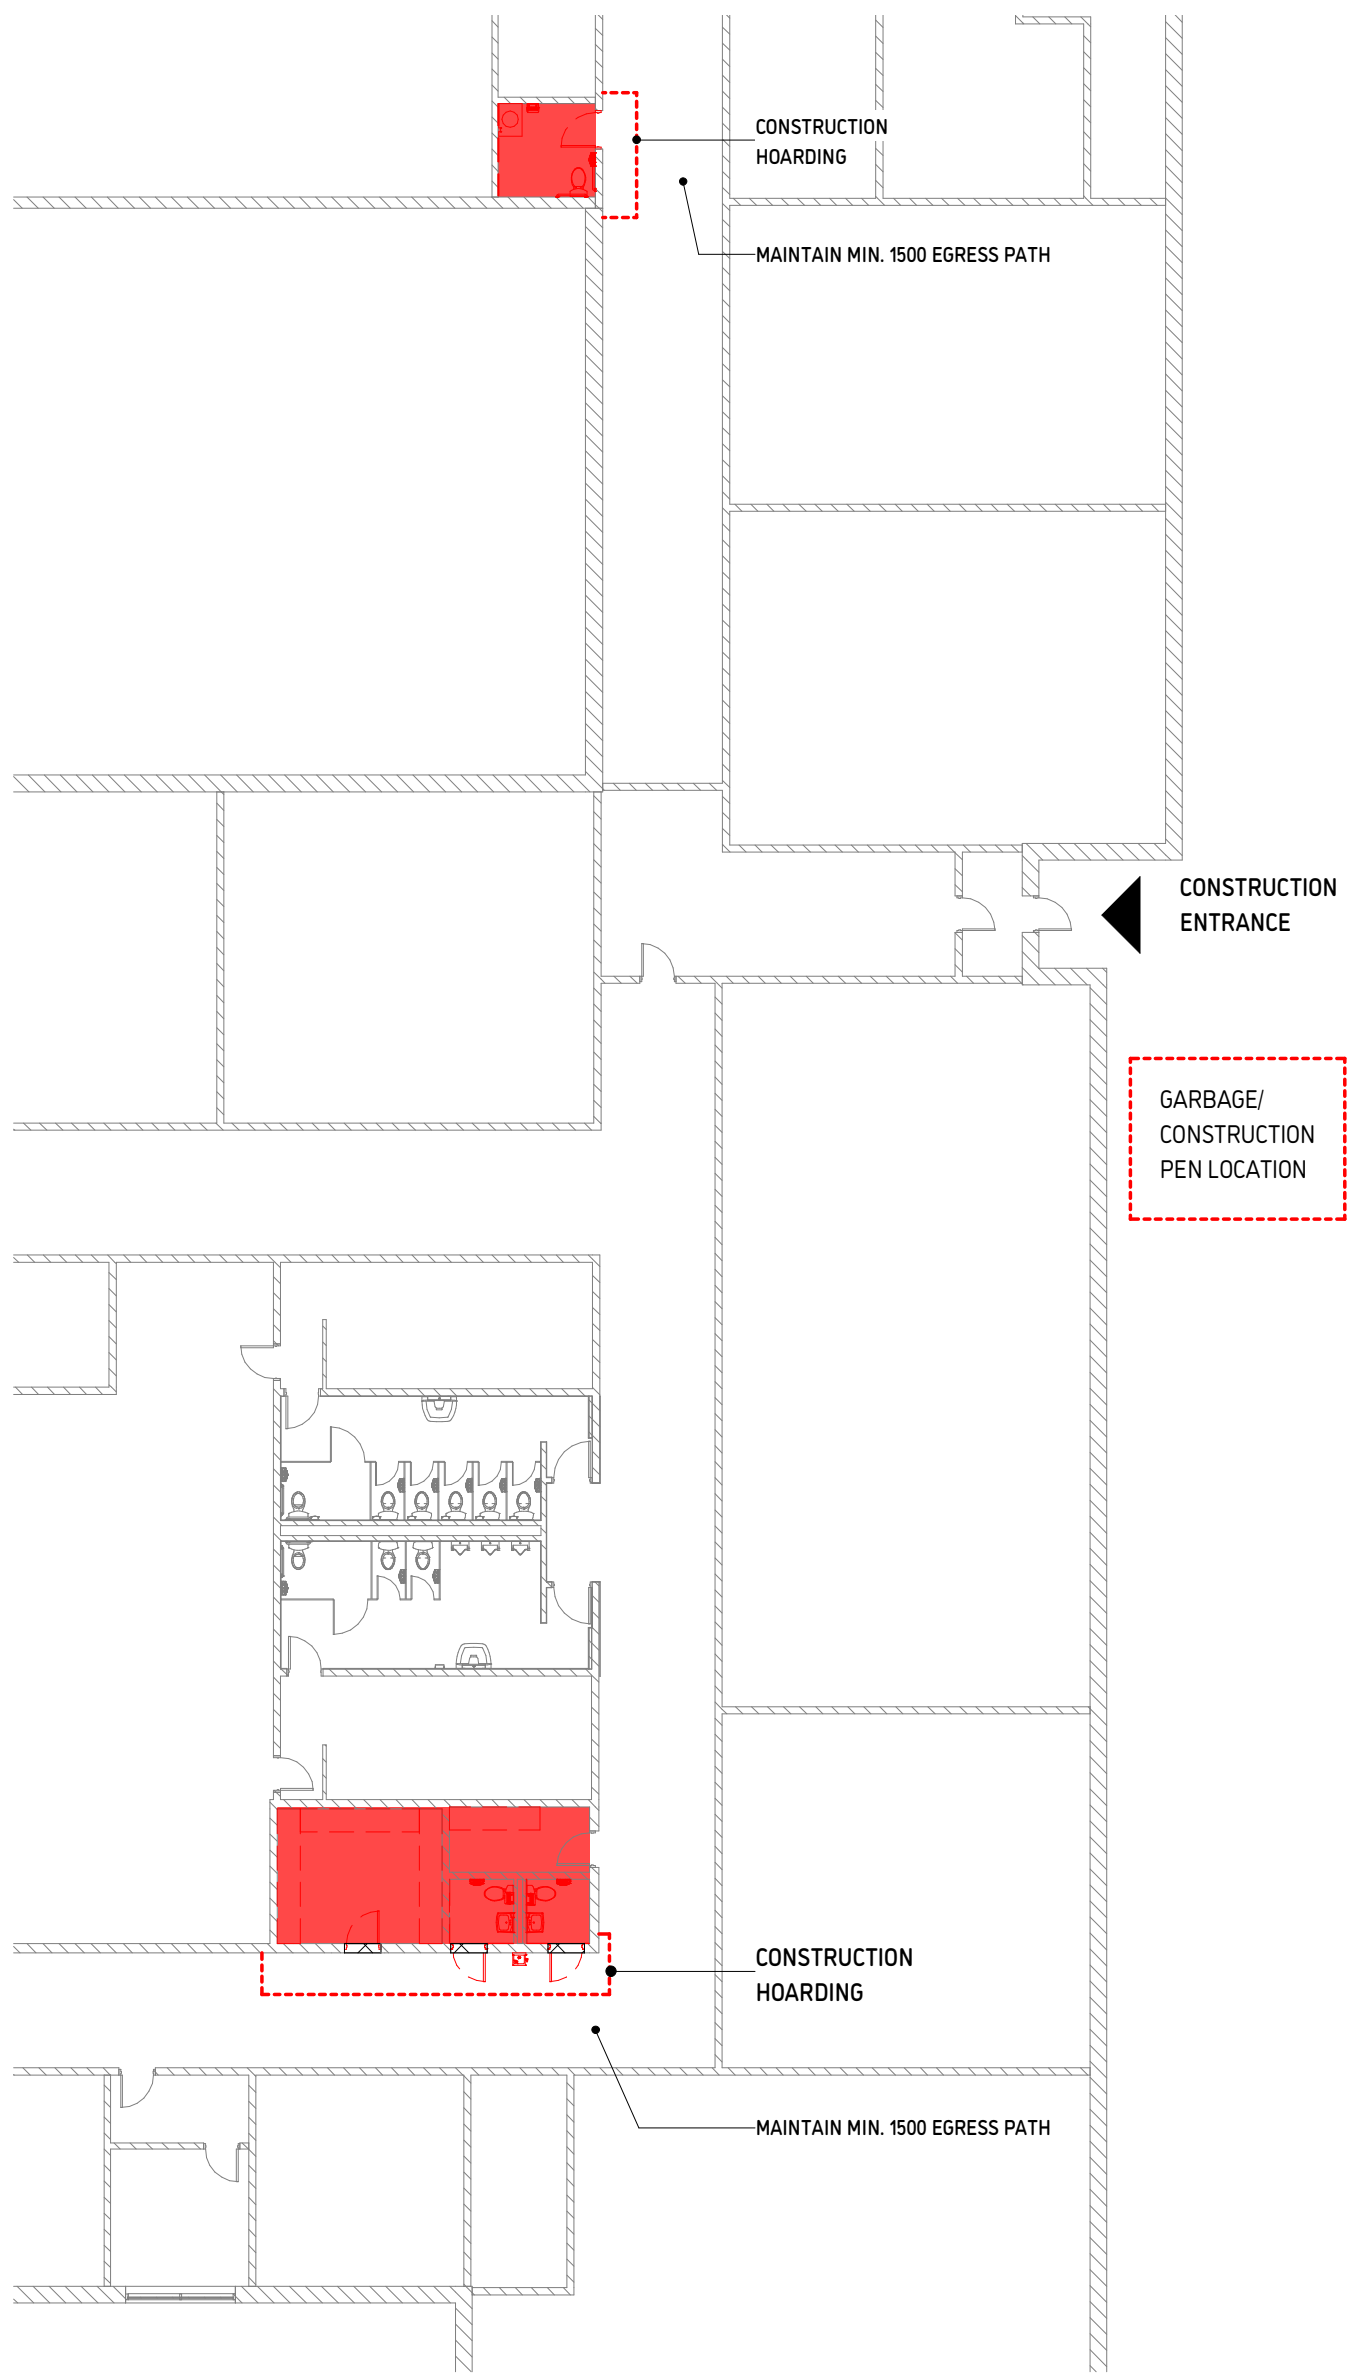 CONSTRUCTION
HOARDING
MAINTAIN MIN. 1500 EGRESS PATH
CONSTRUCTION
ENTRANCE
GARBAGE/
CONSTRUCTION
PEN LOCATION
CONSTRUCTION
HOARDING
MAINTAIN MIN. 1500 EGRESS PATH